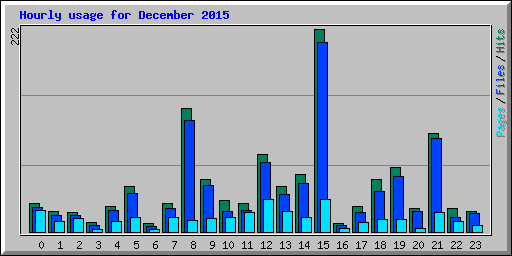 Hourly usage for December 2015
222
Pages / Files / Hits
0 1 2 3 4 5 6 7 8 9 10 11 12 13 14 15 16 17 18 19 20 21 22 23